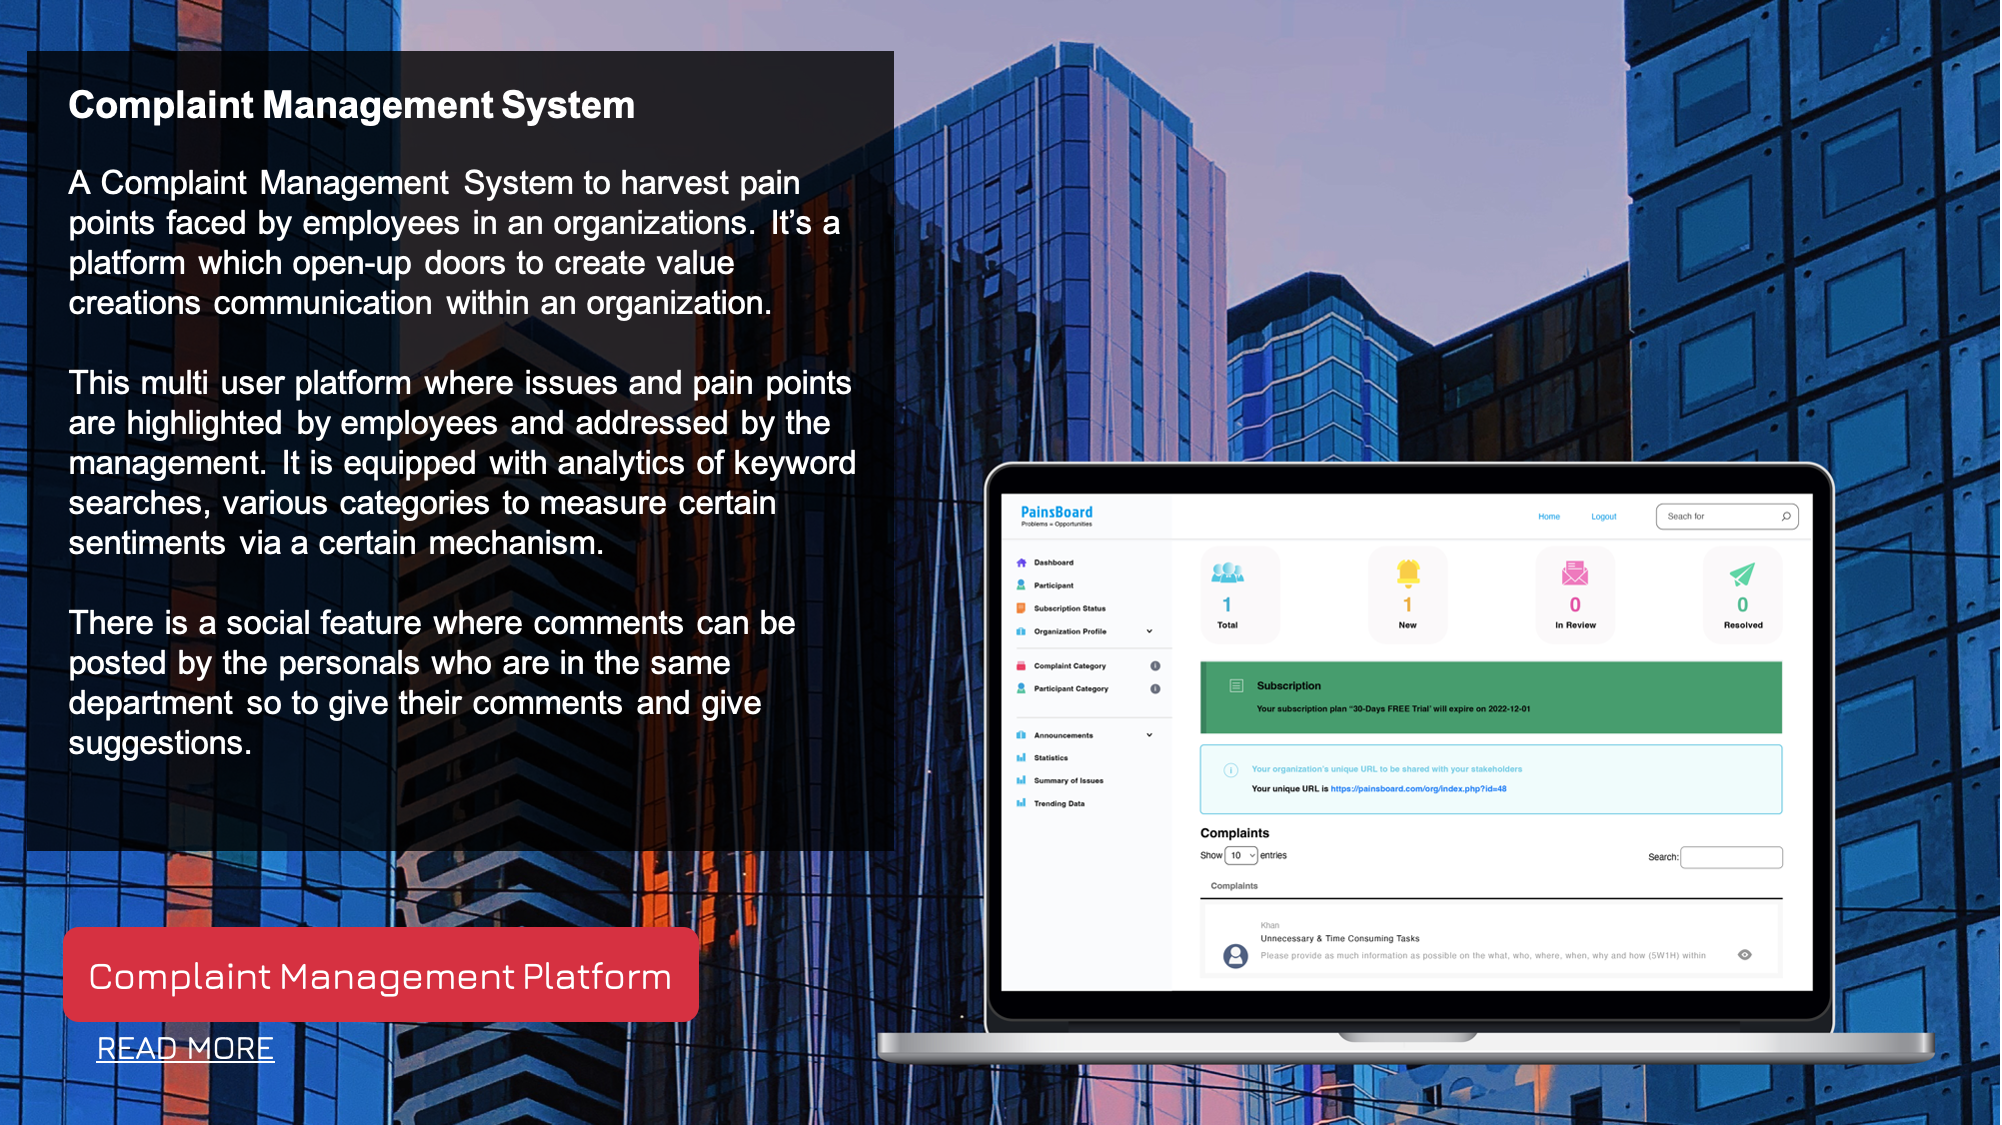 Complaint Management System
A Complaint Management System to harvest pain
points faced by employees in an organizations. It's a
platform which open-up doors to create value
creations communication within an organization.
This multi user platform where issues and pain points
are highlighted by employees and addressed by the
management. It is equipped with analytics of keyword
searches, various categories to measure certain
sentiments via a certain mechanism.
There is a social feature where comments can be
posted by the personals who are in the same
department so to give their comments and give
suggestions.
Complaint Management Platform
READ MORE
PainsBoard
Problems = Opportunities
Home Logout Seach for
Dashboard
Participant
Subscription Status
Organization Profile
Complaint Category
Participant Category
Announcements
Statistics
Summary of Issues
Trending Data
1 1 0 0
Total New In Review Resolved
Subscription
Your subscription plan "30-Days FREE Trial' will expire on 2022-12-01
Your organization's unique URL to be shared with your stakeholders
Your unique URL is https://painsboard.com/org/index.php?id=48
Complaints
Show 10 entries Search:
Complaints
Khan
Unnecessary & Time Consuming Tasks
Please provide as much information as possible on the what, who, where, when, why and how (5W1H) within